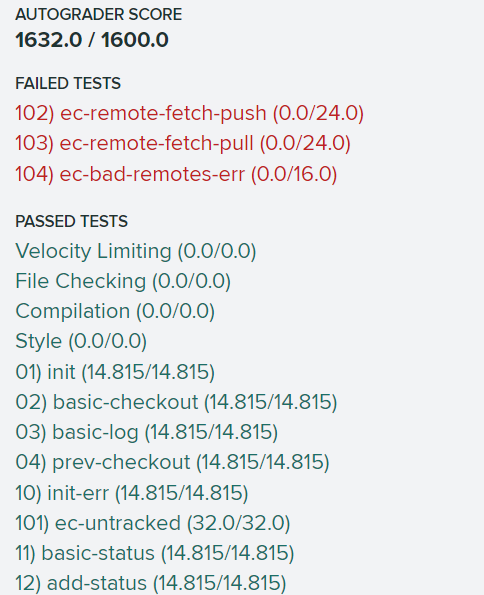 AUTOGRADER SCORE
1632.0 / 1600.0
FAILED TESTS
102) ec-remote-fetch-push (0.0/24.0)
103) ec-remote-fetch-pull (0.0/24.0)
104) ec-bad-remotes-err (0.0/16.0)
PASSED TESTS
Velocity Limiting (0.0/0.0)
File Checking (0.0/0.0)
Compilation (0.0/0.0)
Style (0.0/0.0)
01) init (14.815/14.815)
02) basic-checkout (14.815/14.815)
03) basic-log (14.815/14.815)
04) prev-checkout (14.815/14.815)
10) init-err (14.815/14.815)
101) ec-untracked (32.0/32.0)
11) basic-status (14.815/14.815)
12) add-status (14.815/14.815)